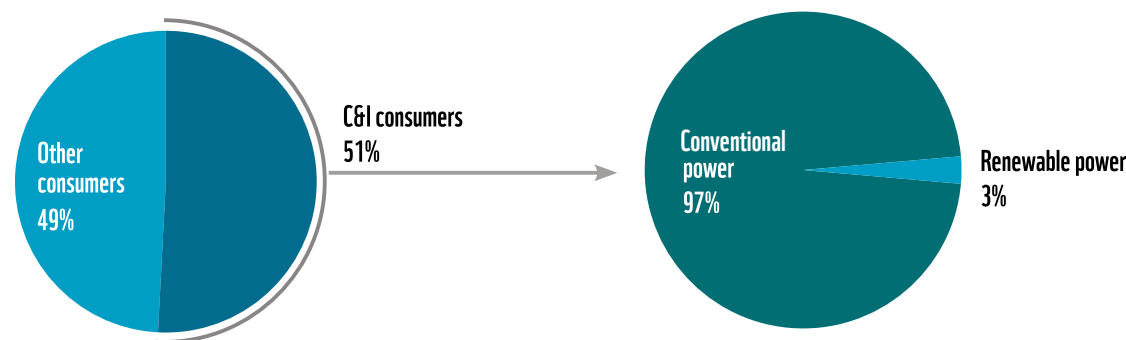 Other
consumers
49%
C&I consumers
51%
Conventional
power
97%
Renewable power
3%